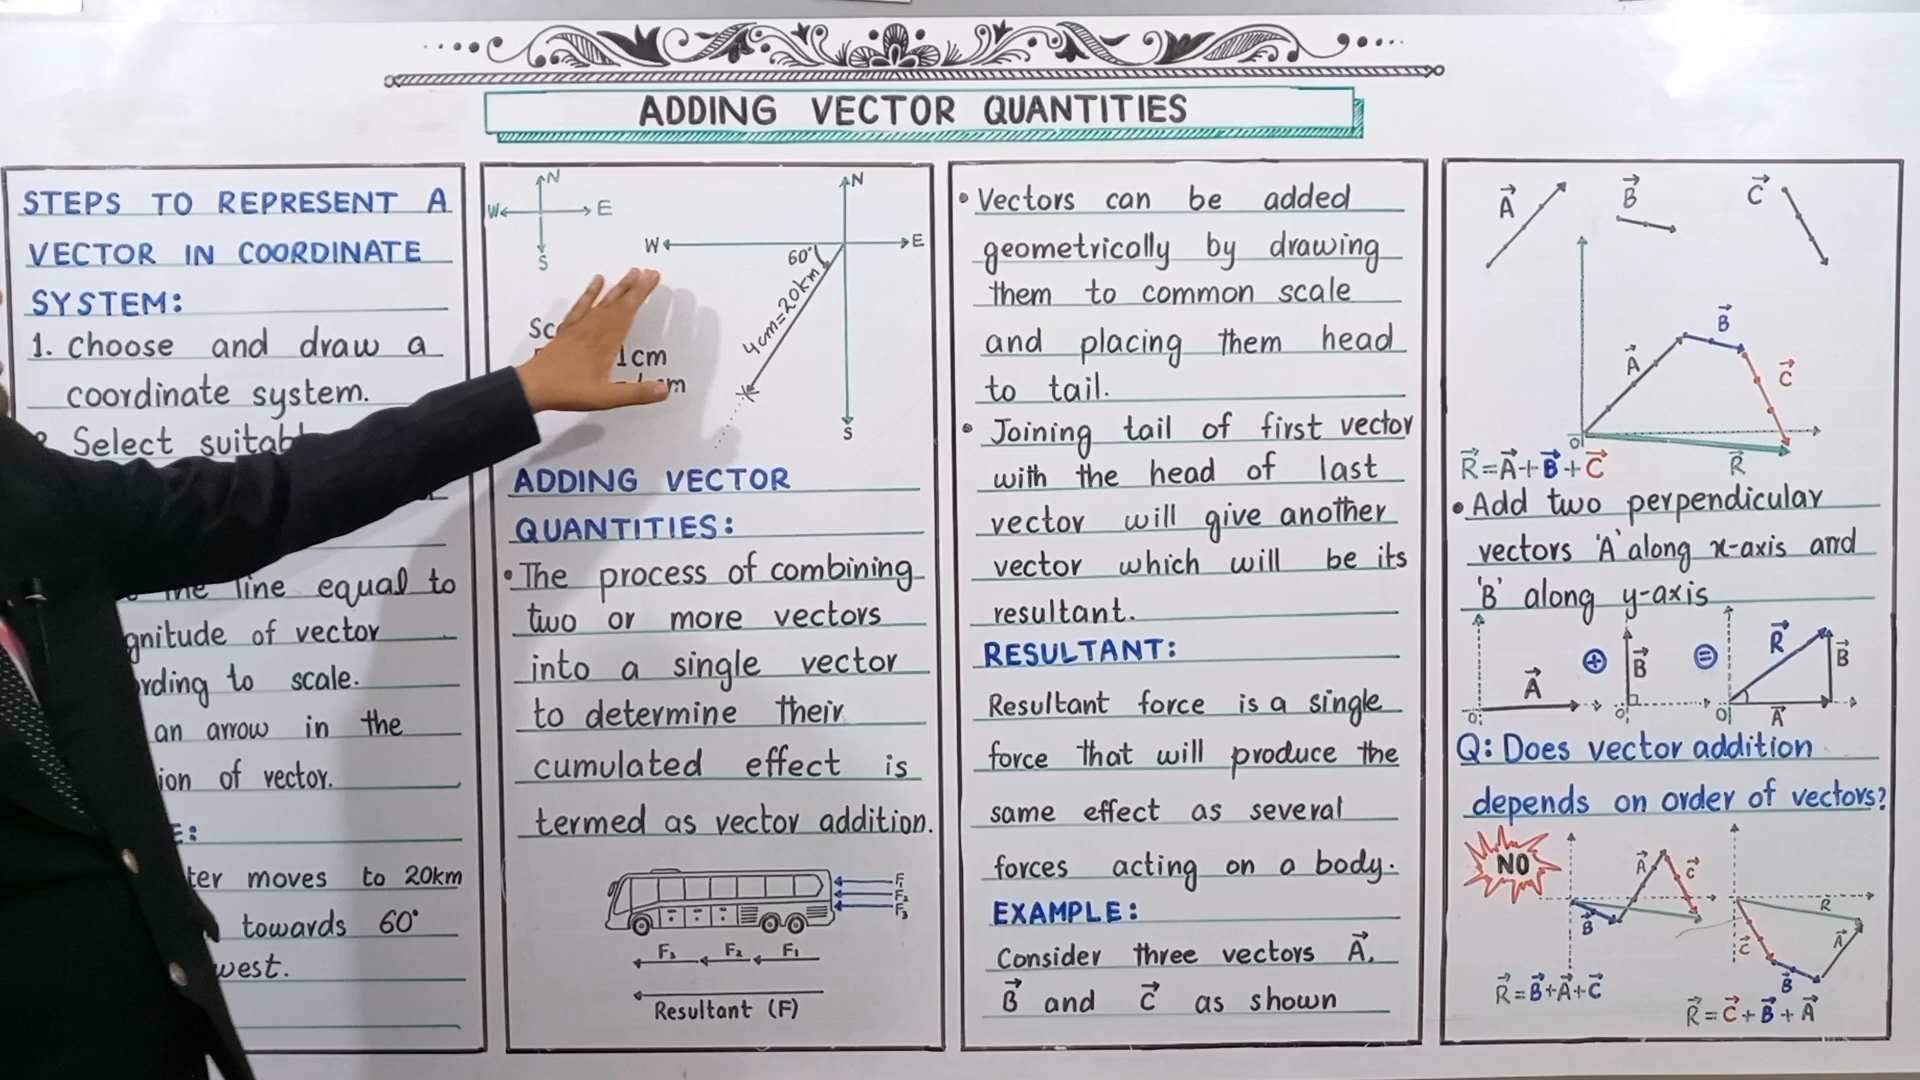 ADDING VECTOR QUANTITIES
STEPS TO REPRESENT A
VECTOR IN COORDINATE
SYSTEM:
1. Choose and draw a
coordinate system.
Select
the line equal to
of vector
to scale.
an arrow in the
of vector.
moves to 20km
towards 60°
west.
N
W E
S
N
W E
S
60°
4cm=20km
1cm
ADDING VECTOR
QUANTITIES:
• The process of combining
two or more vectors
into a single vector
to determine their
cumulated effect is
termed as vector addition.
F₁
F₂
F₃
F₃ F₂ F₁
Resultant (F)
• Vectors can be added
geometrically by drawing
them to common scale
and placing them head
to tail.
• Joining tail of first vector
with the head of last
vector will give another
vector which will be its
resultant.
RESULTANT:
Resultant force is a single
force that will produce the
same effect as several
forces acting on a body.
EXAMPLE:
Consider three vectors A⃗,
B⃗ and C⃗ as shown
A⃗ B⃗ C⃗
B⃗
A⃗ C⃗
O
R⃗
R⃗=A⃗+B⃗+C⃗
• Add two perpendicular
vectors 'A' along x-axis and
'B' along y-axis
A⃗ + B⃗ = R⃗ B⃗
O O O A⃗
Q: Does vector addition
depends on order of vectors?
NO
A⃗ C⃗
B⃗
R
A⃗
C⃗
B⃗
R⃗=B⃗+A⃗+C⃗
R⃗=C⃗+B⃗+A⃗